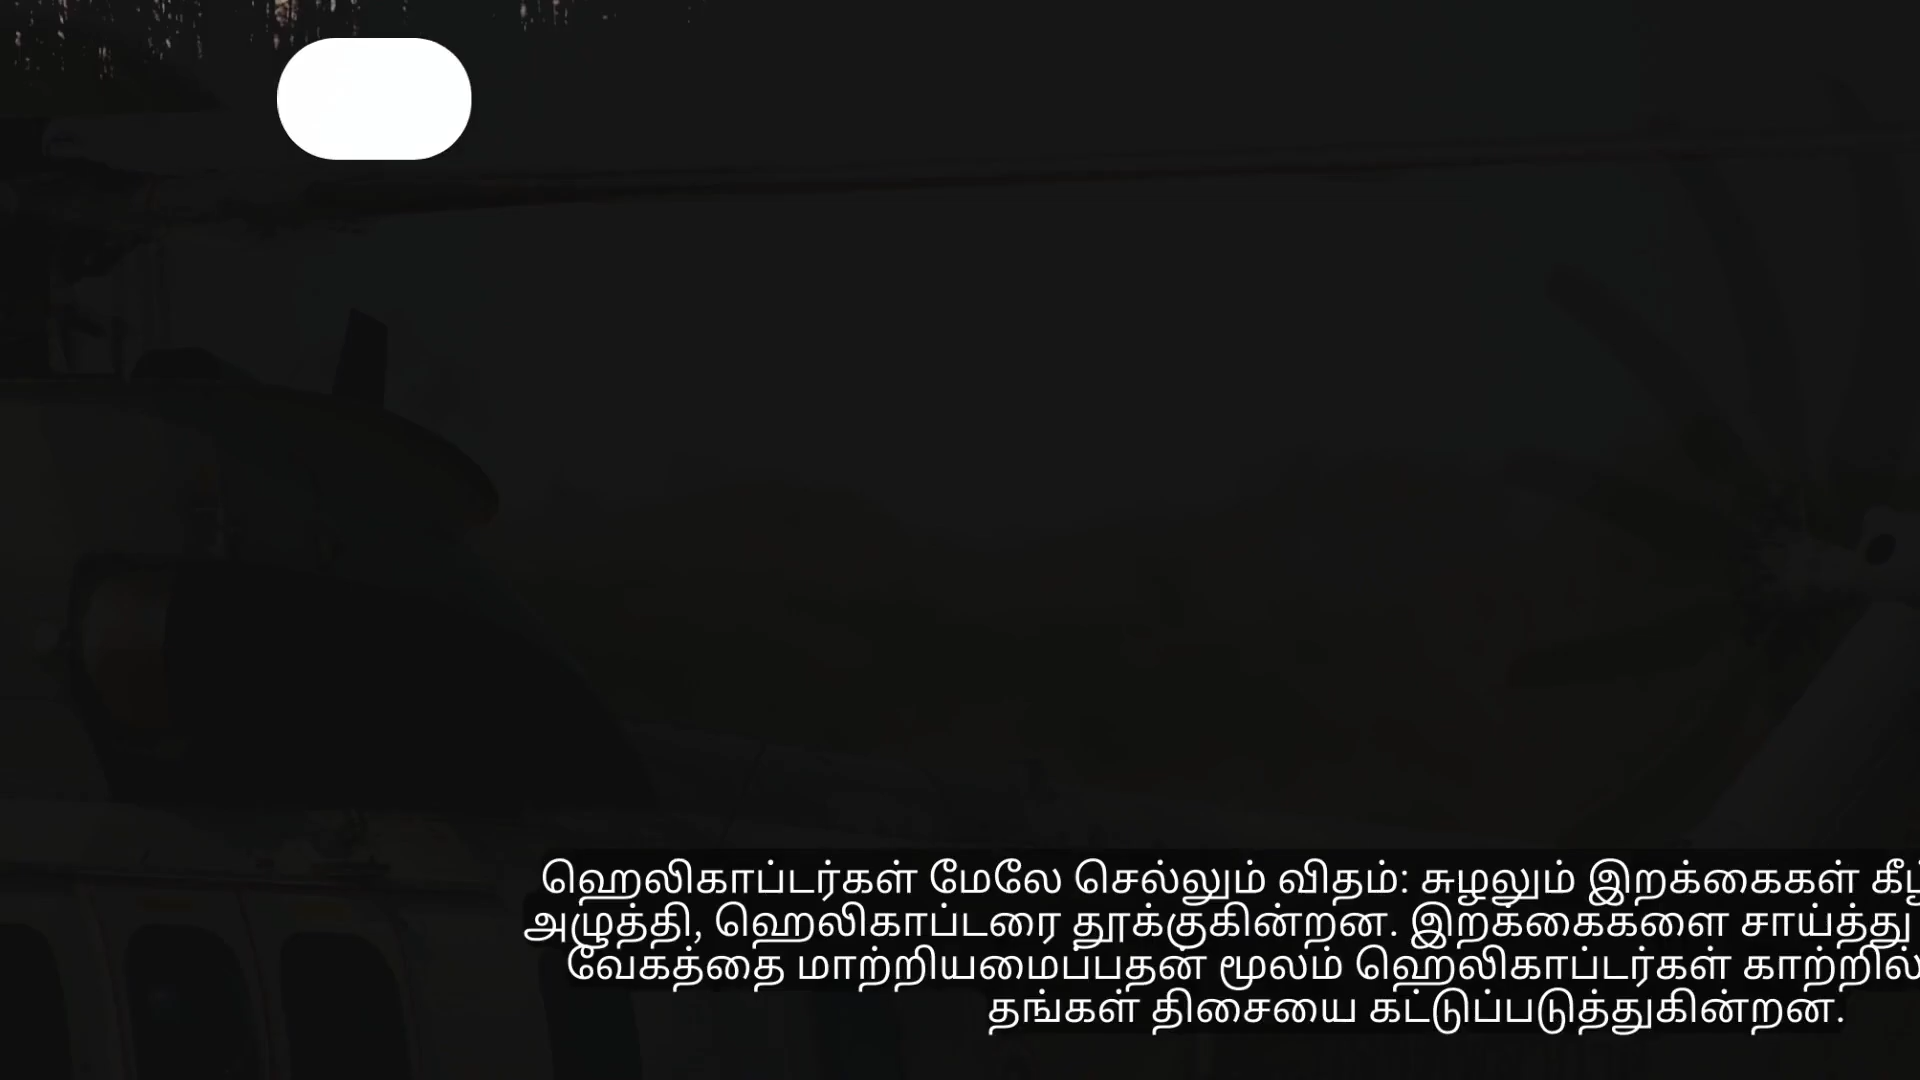 ஹெலிகாப்டர்கள் மேலே செல்லும் விதம்: சுழலும் இறக்கைகள்
அழுத்தி, ஹெலிகாப்டரை தூக்குகின்றன. இறக்கைகளை சாய்த்து
வேகத்தை மாற்றியமைப்பதன் மூலம் ஹெலிகாப்டர்கள் காற்றில்
தங்கள் திசையை கட்டுப்படுத்துகின்றன.